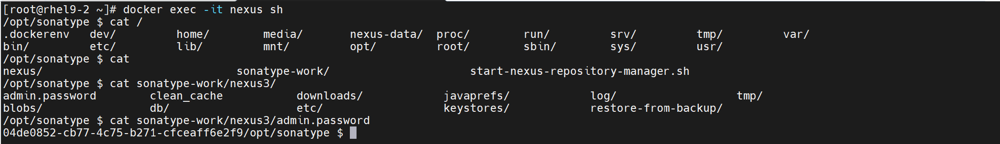 [root@rhel9-2 ~]# docker exec -it nexus sh
/opt/sonatype $ cat /
.dockerenv dev/ home/ media/ nexus-data/ proc/ run/ srv/ tmp/ var/
bin/ etc/ lib/ mnt/ opt/ root/ sbin/ sys/ usr/
/opt/sonatype $ cat
nexus/ sonatype-work/ start-nexus-repository-manager.sh
/opt/sonatype $ cat sonatype-work/nexus3/
admin.password clean_cache downloads/ javaprefs/ log/ tmp/
blobs/ db/ etc/ keystores/ restore-from-backup/
/opt/sonatype $ cat sonatype-work/nexus3/admin.password
04de0852-cb77-4c75-b271-cfceaff6e2f9/opt/sonatype $